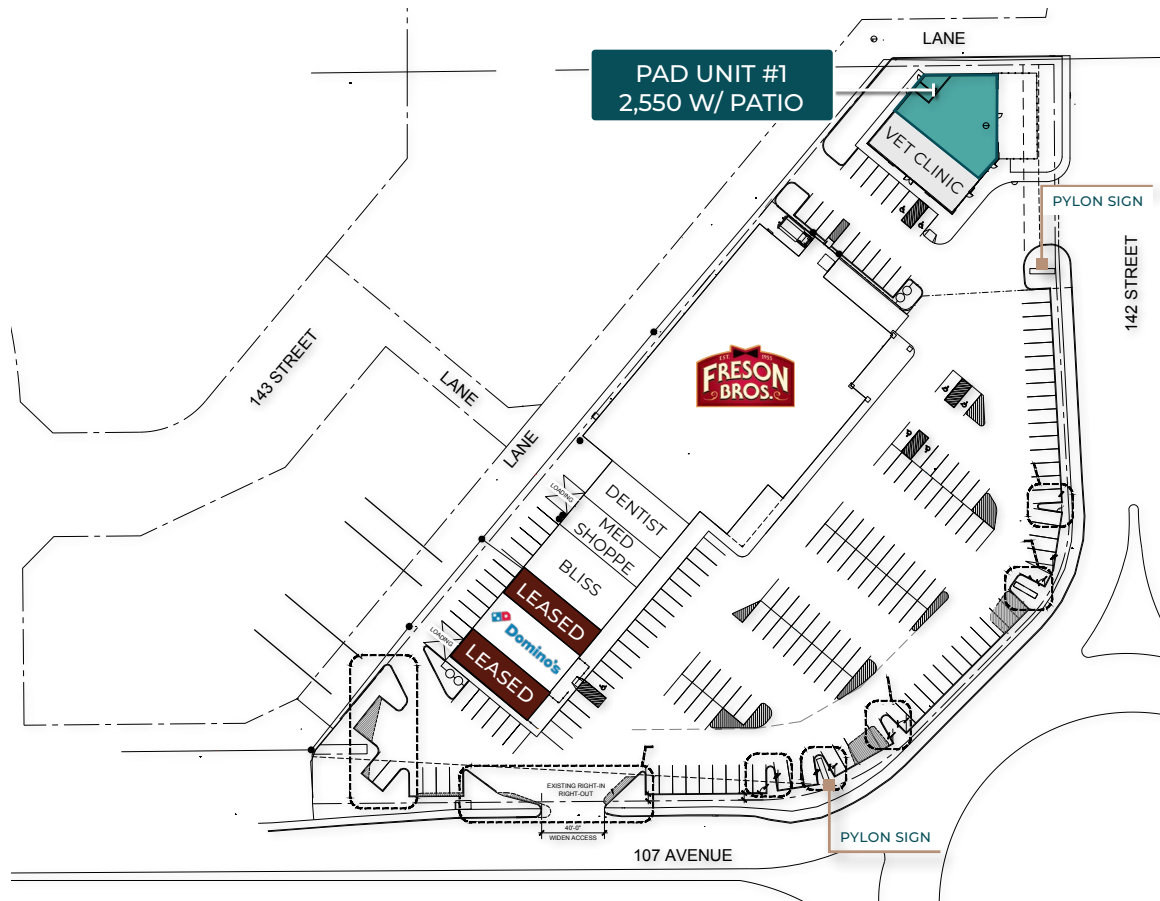 LANE
PAD UNIT #1
2,550 W/ PATIO
VET CLINIC
PYLON SIGN
142 STREET
143 STREET
LANE
LANE
EST. 1955
FRESON
BROS.
LOADING
DENTIST
MED
SHOPPE
BLISS
LEASED
Domino's
LOADING
LEASED
EXISTING RIGHT-IN
RIGHT-OUT
40'-0"
WIDEN ACCESS
107 AVENUE
PYLON SIGN